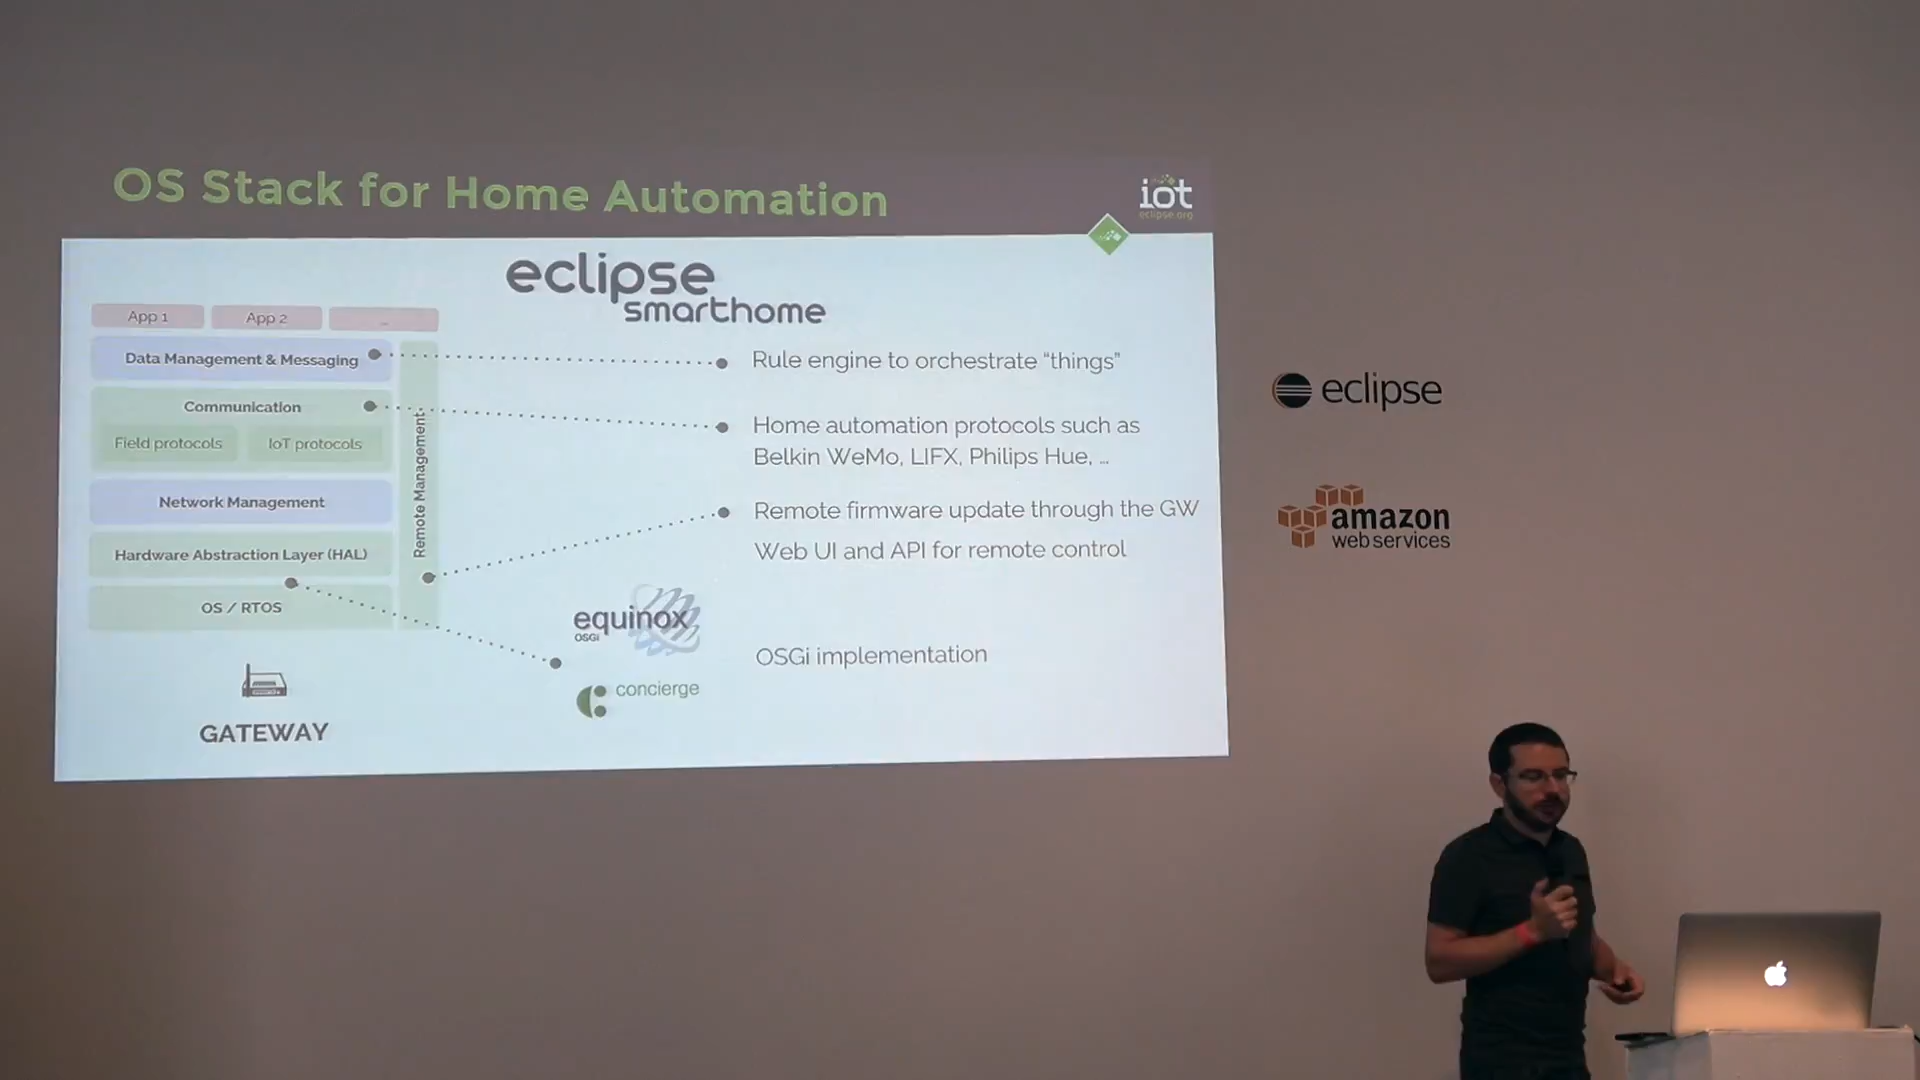 OS Stack for Home Automation
iot
eclipse.org
eclipse
smarthome
App 1
App 2
...
Data Management & Messaging
Communication
Field protocols
IoT protocols
Network Management
Hardware Abstraction Layer (HAL)
OS / RTOS
Remote Management
GATEWAY
Rule engine to orchestrate “things”
Home automation protocols such as
Belkin WeMo, LIFX, Philips Hue, ...
Remote firmware update through the GW
Web UI and API for remote control
equinox
OSGi
concierge
OSGi implementation
eclipse
amazon
web services